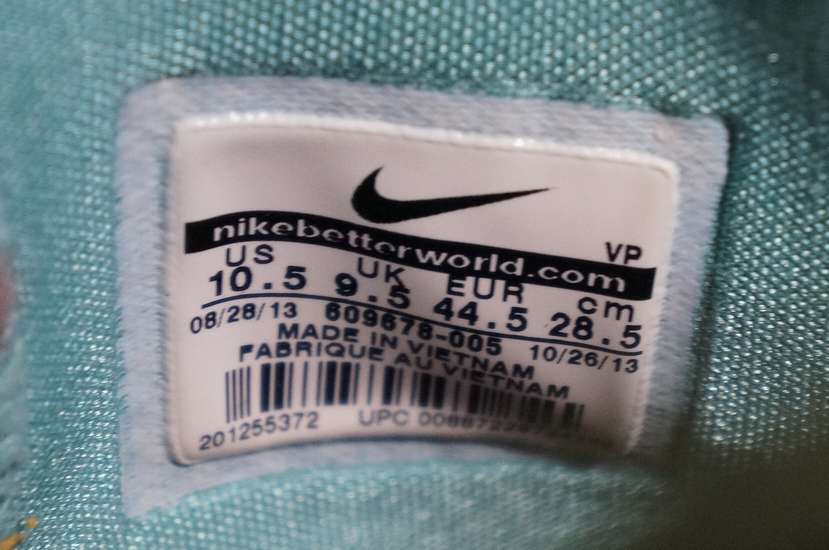 nikebetterworld.com
VP
US UK EUR cm
10.5 9.5 44.5 28.5
08/28/13 609678-005 10/26/13
MADE IN VIETNAM
FABRIQUE AU VIETNAM
201255372 UPC